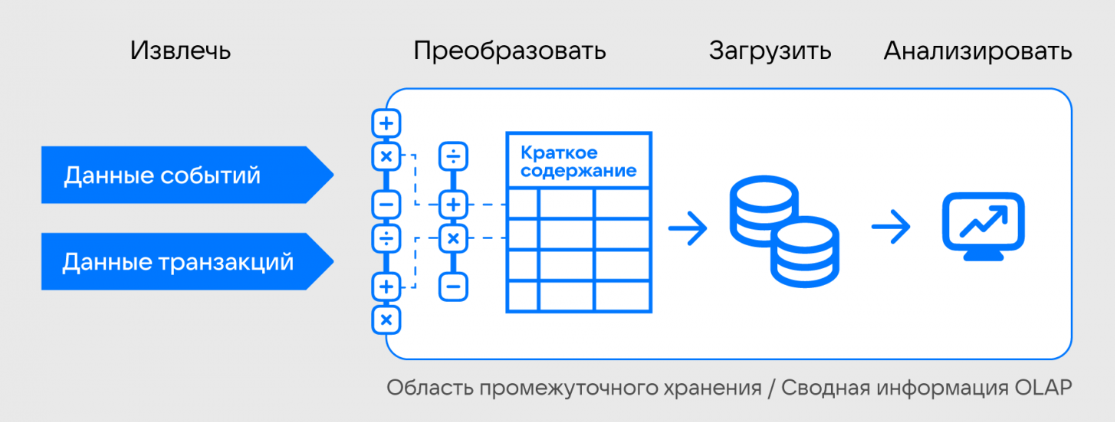 Извлечь
Преобразовать
Загрузить
Анализировать
Данные событий
Данные транзакций
+
×
−
÷
+
×
÷
+
×
−
Краткое
содержание
Область промежуточного хранения / Сводная информация OLAP